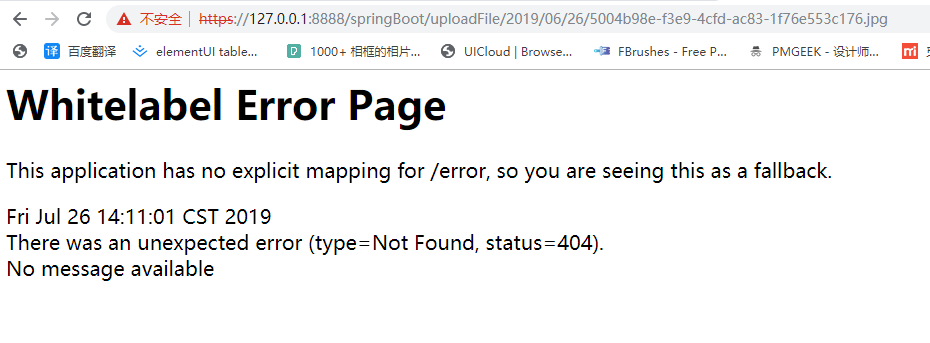 不安全 | https://127.0.0.1:8888/springBoot/uploadFile/2019/06/26/5004b98e-f3e9-4cfd-ac83-1f76e553c176.jpg
译 百度翻译 elementUI table... 1000+ 相框的相片... UICloud | Browse... FBrushes - Free P... PMGEEK - 设计师... mi
Whitelabel Error Page
This application has no explicit mapping for /error, so you are seeing this as a fallback.
Fri Jul 26 14:11:01 CST 2019
There was an unexpected error (type=Not Found, status=404).
No message available